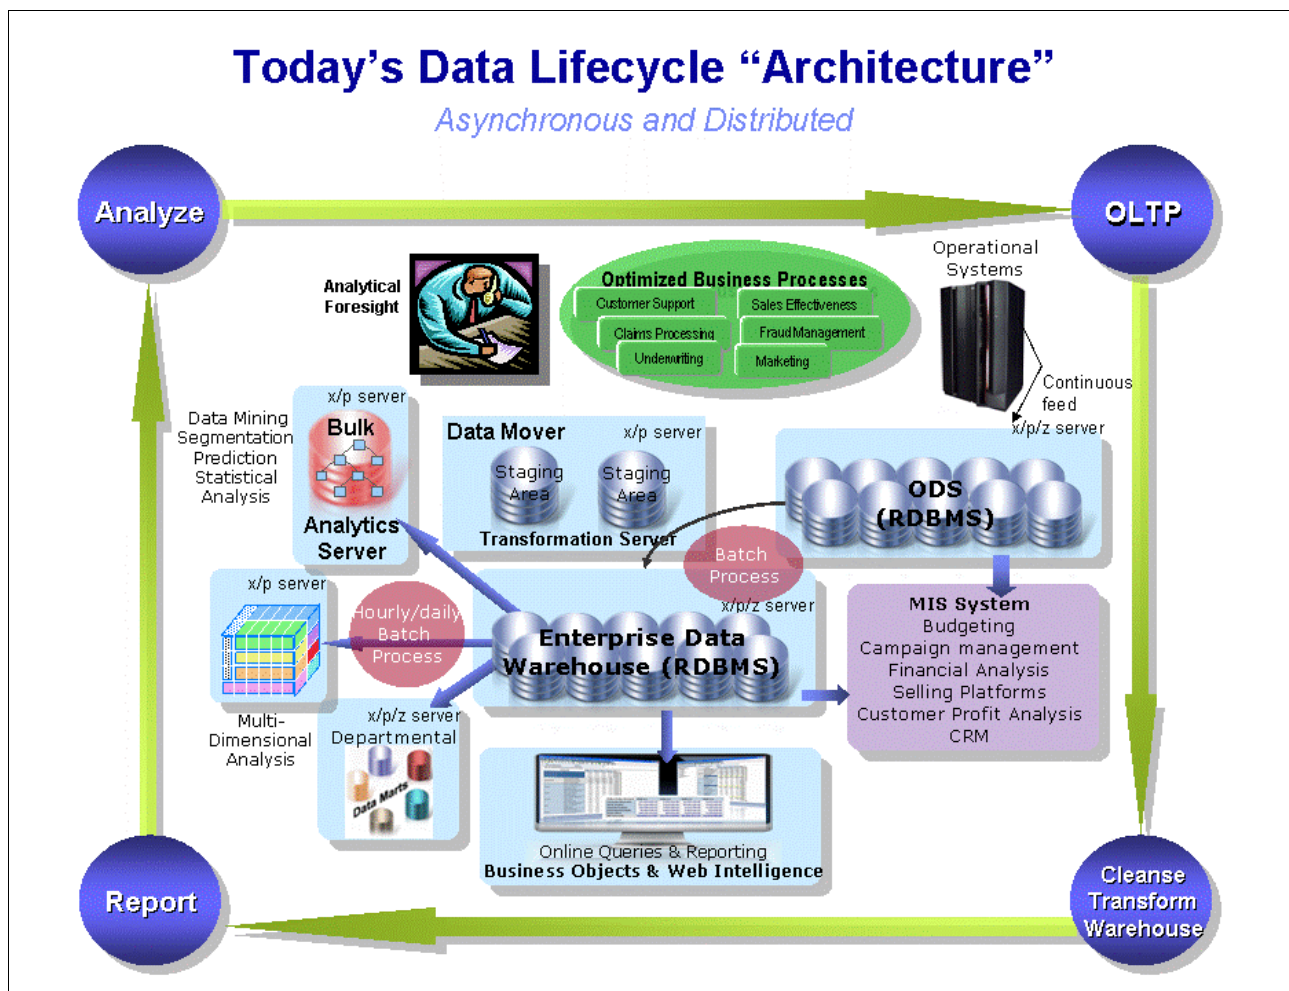 Today's Data Lifecycle “Architecture”
Asynchronous and Distributed
Analyze
OLTP
Analytical
Foresight
Optimized Business Processes
Customer Support
Sales Effectiveness
Claims Processing
Fraud Management
Underwriting
Marketing
Operational
Systems
Continuous
feed
x/p/z server
Data Mining
Segmentation
Prediction
Statistical
Analysis
x/p server
Bulk
Analytics
Server
Data Mover
x/p server
Staging
Area
Staging
Area
Transformation Server
ODS
(RDBMS)
Batch
Process
x/p server
Hourly/daily
Batch
Process
Multi-
Dimensional
Analysis
x/p/z server
Enterprise Data
Warehouse (RDBMS)
MIS System
Budgeting
Campaign management
Financial Analysis
Selling Platforms
Customer Profit Analysis
CRM
x/p/z server
Departmental
Data Marts
Online Queries & Reporting
Business Objects & Web Intelligence
Report
Cleanse
Transform
Warehouse